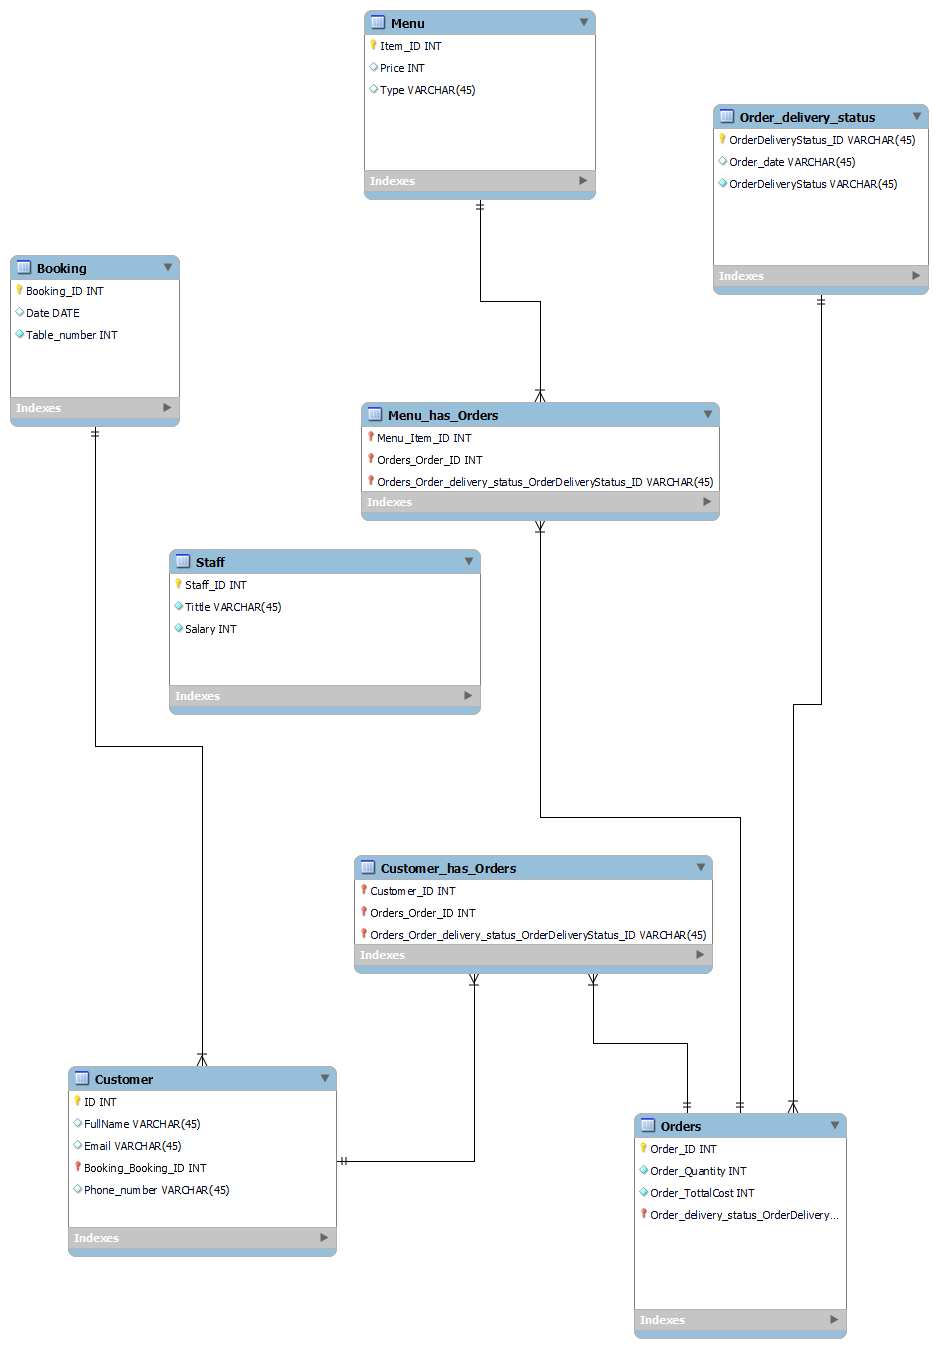 Menu
Item_ID INT
Price INT
Type VARCHAR(45)
Indexes
Order_delivery_status
OrderDeliveryStatus_ID VARCHAR(45)
Order_date VARCHAR(45)
OrderDeliveryStatus VARCHAR(45)
Indexes
Booking
Booking_ID INT
Date DATE
Table_number INT
Indexes
Menu_has_Orders
Menu_Item_ID INT
Orders_Order_ID INT
Orders_Order_delivery_status_OrderDeliveryStatus_ID VARCHAR(45)
Indexes
Staff
Staff_ID INT
Tittle VARCHAR(45)
Salary INT
Indexes
Customer_has_Orders
Customer_ID INT
Orders_Order_ID INT
Orders_Order_delivery_status_OrderDeliveryStatus_ID VARCHAR(45)
Indexes
Customer
ID INT
FullName VARCHAR(45)
Email VARCHAR(45)
Booking_Booking_ID INT
Phone_number VARCHAR(45)
Indexes
Orders
Order_ID INT
Order_Quantity INT
Order_TottalCost INT
Order_delivery_status_OrderDelivery...
Indexes